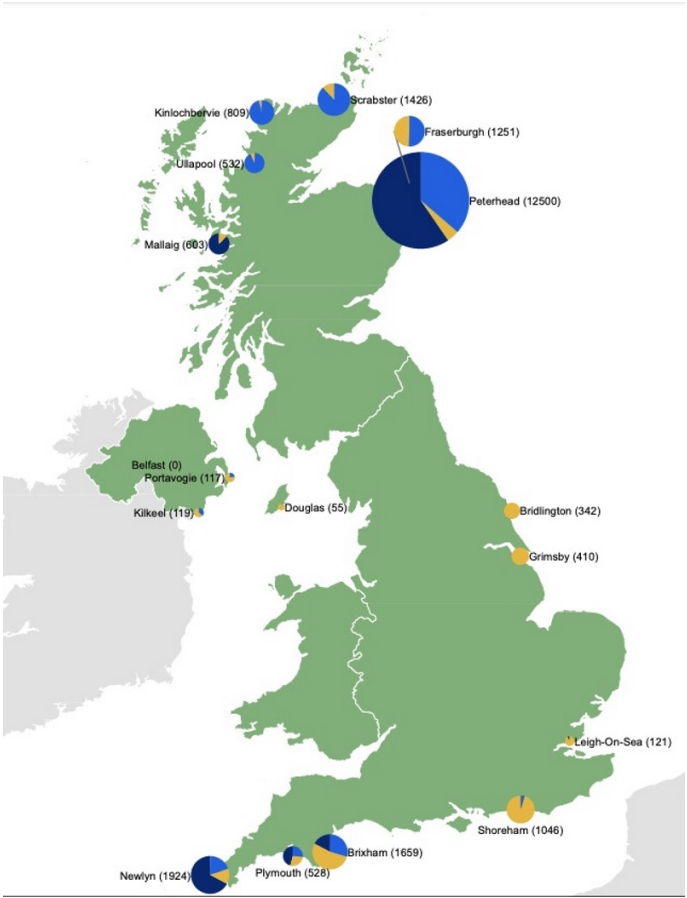 Scrabster (1426)
Kinlochbervie (809)
Fraserburgh (1251)
Ullapool (532)
Peterhead (12500)
Mallaig (603)
Belfast (0)
Portavogie (117)
Douglas (55)
Kilkeel (119)
Bridlington (342)
Grimsby (410)
Leigh-On-Sea (121)
Shoreham (1046)
Brixham (1659)
Plymouth (528)
Newlyn (1924)